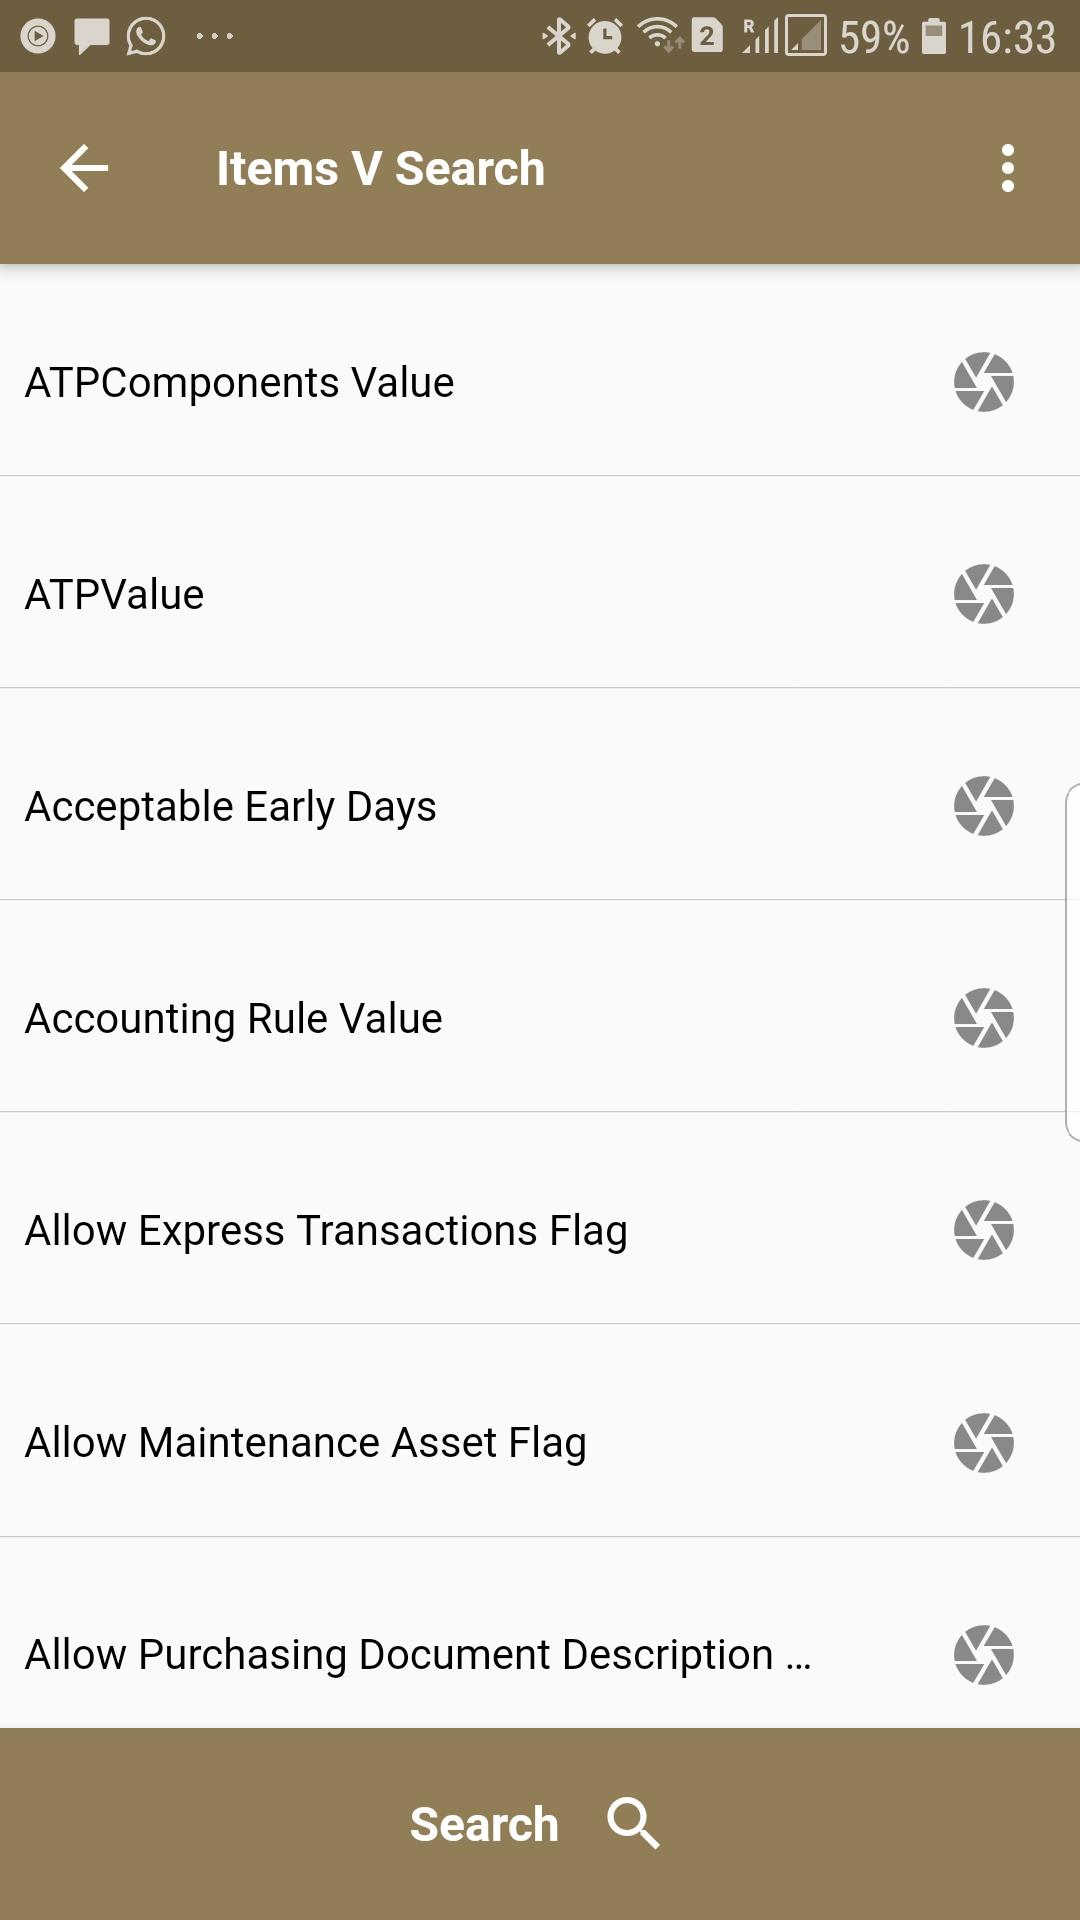 2 R 59% 16:33
Items V Search
ATPComponents Value
ATPValue
Acceptable Early Days
Accounting Rule Value
Allow Express Transactions Flag
Allow Maintenance Asset Flag
Allow Purchasing Document Description ...
Search